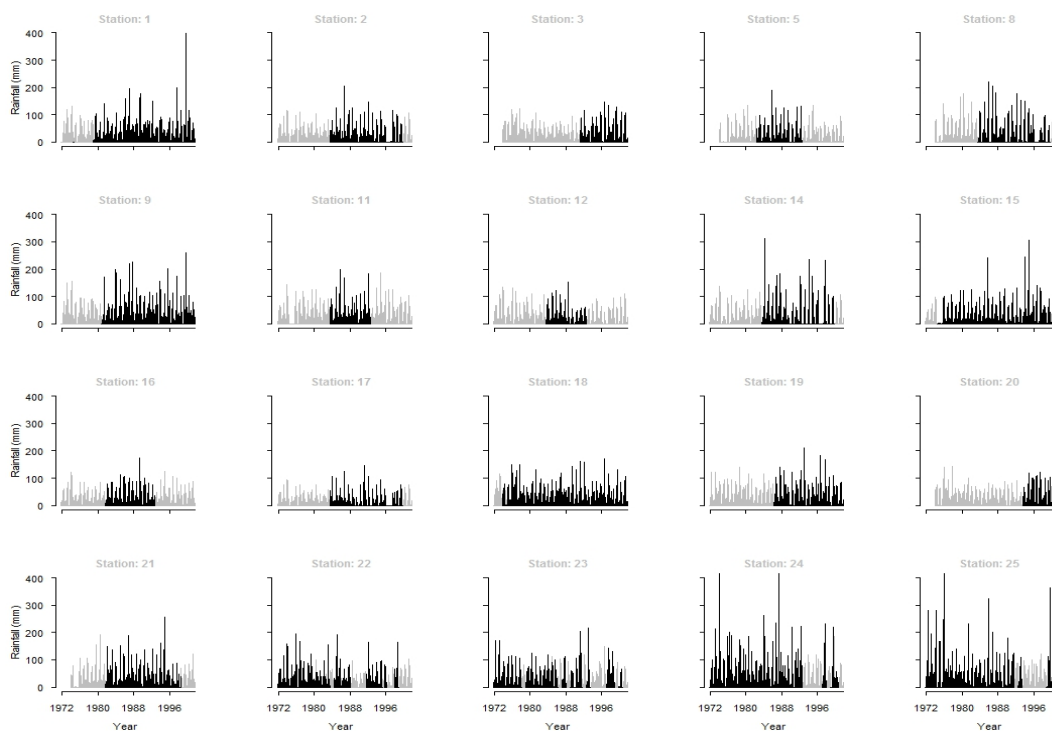 Station: 1 Station: 2 Station: 3 Station: 5 Station: 8
400
300
200
100
0
Rainfall (mm)
Station: 9 Station: 11 Station: 12 Station: 14 Station: 15
400
300
200
100
0
Rainfall (mm)
Station: 16 Station: 17 Station: 18 Station: 19 Station: 20
400
300
200
100
0
Rainfall (mm)
Station: 21 Station: 22 Station: 23 Station: 24 Station: 25
400
300
200
100
0
Rainfall (mm)
1972 1980 1988 1996 1972 1980 1988 1996 1972 1980 1988 1996 1972 1980 1988 1996 1972 1980 1988 1996
Year Year Year Year Year